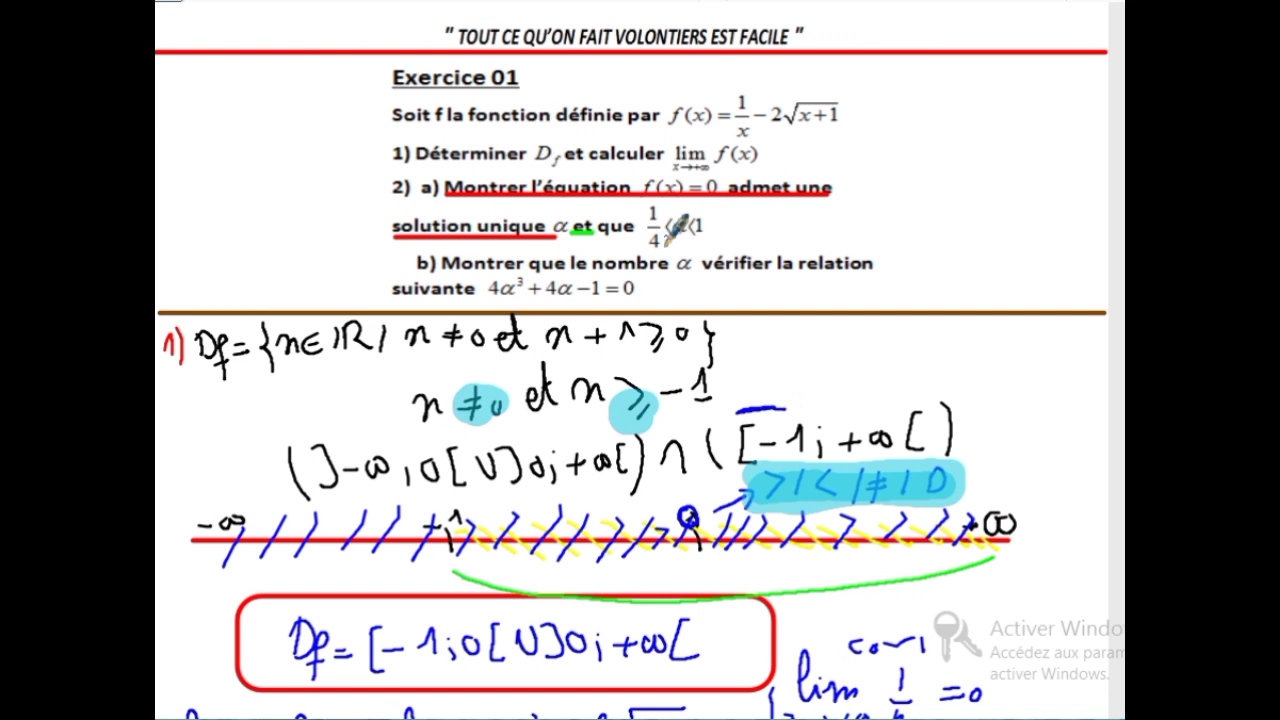 " TOUT CE QU'ON FAIT VOLONTIERS EST FACILE "
Exercice 01
Soit f la fonction définie par f(x) = 1/x − 2√(x+1)
1) Déterminer D_f et calculer lim x→+∞ f(x)
2) a) Montrer l'équation f(x) = 0 admet une
solution unique α et que 1/4 ⟨ ⟨1
b) Montrer que le nombre α vérifier la relation
suivante 4α³ + 4α − 1 = 0
1) Df = {x ∈ IR / x ≠ 0 et x + 1 ⩾ 0}
x ≠ 0 et x ⩾ −1
(]−∞, 0[ U ]0; +∞[) ∩ ([−1; +∞[)
> / < / ≠ / 0
−∞ −1 0 +∞
Df = [−1; 0[ U ]0; +∞[
Activer Windo
Accédez aux param
activer Windows.
lim 1/x = 0